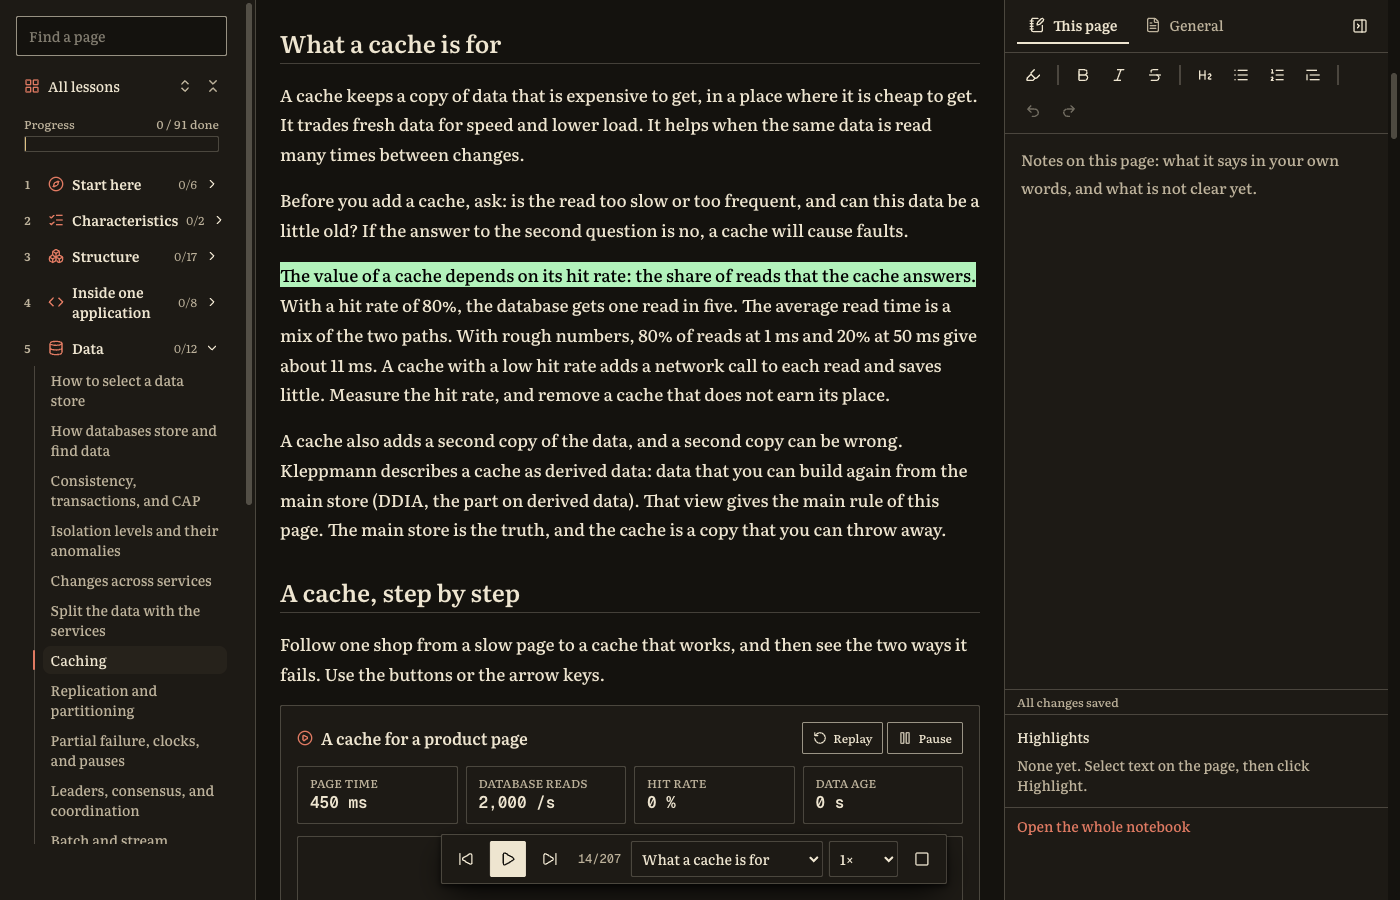 Find a page
All lessons
Progress 0 / 91 done
1 Start here 0/6
2 Characteristics 0/2
3 Structure 0/17
4 Inside one
application 0/8
5 Data 0/12
How to select a data
store
How databases store and
find data
Consistency,
transactions, and CAP
Isolation levels and their
anomalies
Changes across services
Split the data with the
services
Caching
Replication and
partitioning
Partial failure, clocks,
and pauses
Leaders, consensus, and
coordination
Batch and stream
What a cache is for
A cache keeps a copy of data that is expensive to get, in a place where it is cheap to get.
It trades fresh data for speed and lower load. It helps when the same data is read
many times between changes.
Before you add a cache, ask: is the read too slow or too frequent, and can this data be a
little old? If the answer to the second question is no, a cache will cause faults.
The value of a cache depends on its hit rate: the share of reads that the cache answers.
With a hit rate of 80%, the database gets one read in five. The average read time is a
mix of the two paths. With rough numbers, 80% of reads at 1 ms and 20% at 50 ms give
about 11 ms. A cache with a low hit rate adds a network call to each read and saves
little. Measure the hit rate, and remove a cache that does not earn its place.
A cache also adds a second copy of the data, and a second copy can be wrong.
Kleppmann describes a cache as derived data: data that you can build again from the
main store (DDIA, the part on derived data). That view gives the main rule of this
page. The main store is the truth, and the cache is a copy that you can throw away.
A cache, step by step
Follow one shop from a slow page to a cache that works, and then see the two ways it
fails. Use the buttons or the arrow keys.
A cache for a product page
Replay
Pause
PAGE TIME
450 ms
DATABASE READS
2,000 /s
HIT RATE
0 %
DATA AGE
0 s
14/207
What a cache is for
1×
This page
General
B I S H2
Notes on this page: what it says in your own
words, and what is not clear yet.
All changes saved
Highlights
None yet. Select text on the page, then click
Highlight.
Open the whole notebook